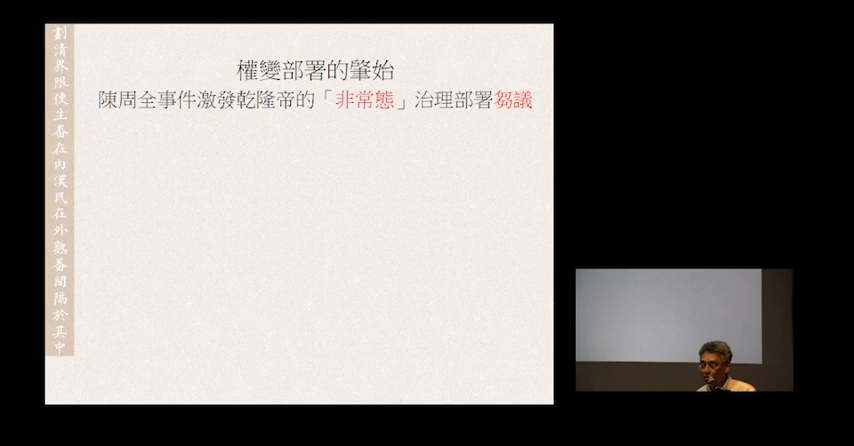 劃清界限使生番在內漢民在外熟番間隔於其中
權變部署的肇始
陳周全事件激發乾隆帝的「非常態」治理部署芻議